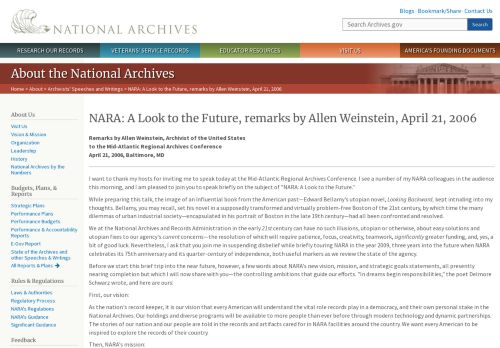 Blogs · Bookmark/Share · Contact Us
NATIONAL ARCHIVES
Search Archives.gov
Search
RESEARCH OUR RECORDS
VETERANS' SERVICE RECORDS
EDUCATOR RESOURCES
VISIT US
AMERICA'S FOUNDING DOCUMENTS
About the National Archives
Home > About > Archivists' Speeches and Writings > NARA: A Look to the Future, remarks by Allen Weinstein, April 21, 2006
About Us
Visit Us
Vision & Mission
Organization
Leadership
History
National Archives by the
Numbers
Budgets, Plans, &
Reports
Strategic Plans
Performance Plans
Performance Budgets
Performance & Accountability
Reports
E-Gov Report
State of the Archives and
other Speeches & Writings
All Reports & Plans
Rules & Regulations
Laws & Authorities
Regulatory Process
NARA's Regulations
NARA's Guidance
Significant Guidance
Feedback
NARA: A Look to the Future, remarks by Allen Weinstein, April 21, 2006
Remarks by Allen Weinstein, Archivist of the United States
to the Mid-Atlantic Regional Archives Conference
April 21, 2006, Baltimore, MD
I want to thank my hosts for inviting me to speak today at the Mid-Atlantic Regional Archives Conference. I see a number of my NARA colleagues in the audience
this morning, and I am pleased to join you to speak briefly on the subject of "NARA: A Look to the Future."
While preparing this talk, the image of an influential book from the American past—Edward Bellamy's utopian novel, Looking Backward, kept intruding into my
thoughts. Bellamy, you may recall, set his novel in a supposedly transformed and virtually problem-free Boston of the 21st century, by which time the many
dilemmas of urban industrial society—encapsulated in his portrait of Boston in the late 19th century—had all been confronted and resolved.
We at the National Archives and Records Administration in the early 21st century can have no such illusions, utopian or otherwise, about easy solutions and
utopian fixes to our agency's current concerns— the resolution of which will require patience, focus, creativity, teamwork, significantly greater funding, and, yes, a
bit of good luck. Nevertheless, I ask that you join me in suspending disbelief while briefly touring NARA in the year 2009, three years into the future when NARA
celebrates its 75th anniversary and its quarter-century of independence, both useful markers as we review the state of the agency.
Before we start this brief trip into the near future, however, a few words about NARA's new vision, mission, and strategic goals statements, all presently
nearing completion but which I will now share with you—the controlling ambitions that guide our efforts. "In dreams begin responsibilities," the poet Delmore
Schwarz wrote, and here are ours:
First, our vision:
As the nation's record keeper, it is our vision that every American will understand the vital role records play in a democracy, and their own personal stake in the
National Archives. Our holdings and diverse programs will be available to more people than ever before through modern technology and dynamic partnerships.
The stories of our nation and our people are told in the records and artifacts cared for in NARA facilities around the country. We want every American to be
inspired to explore the records of their country.
Then, NARA's mission: